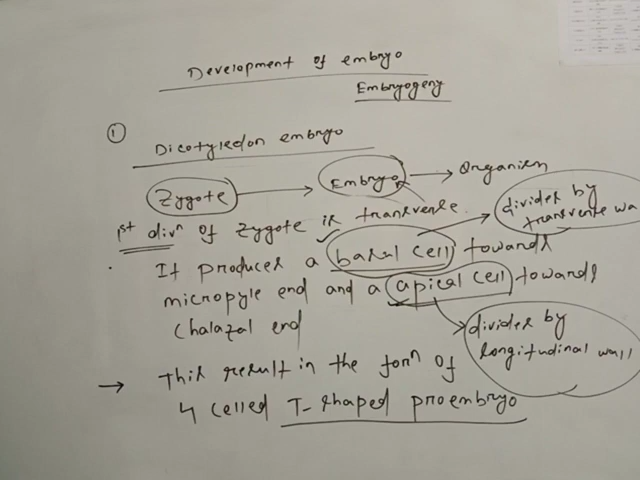 Development of embryo
Embryogeny
① Dicotyledon embryo
Zygote → Embryo → Organism
1st divn of zygote is transverse.
divides by
transverse wa
It produces a basal cell towards
micropyle end and a apical cell towards
chalazal end
divides by
longitudinal wall
→ This result in the formn of
4 celled T-shaped proembryo